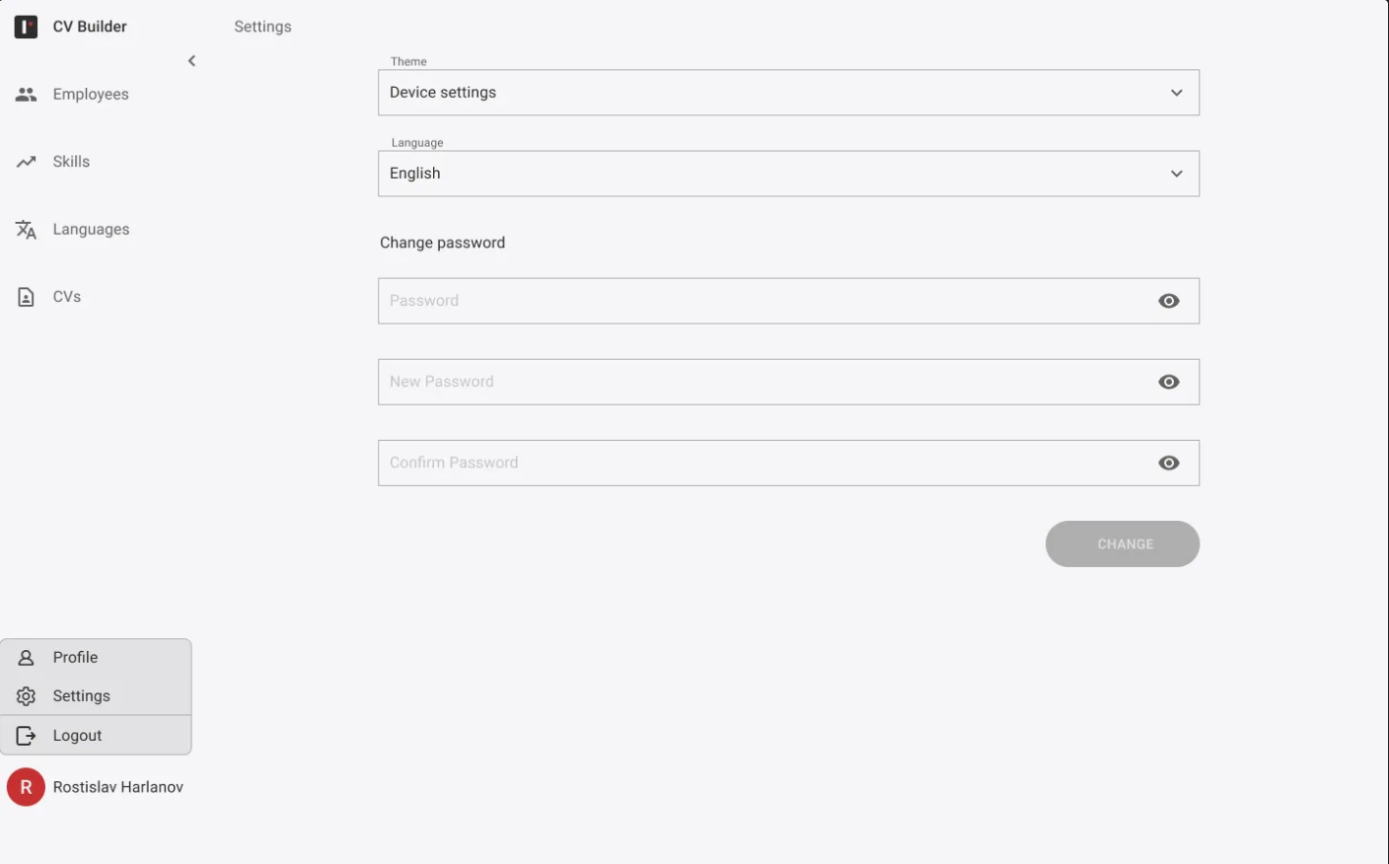 CV Builder
Settings
Employees
Skills
Languages
CVs
Theme
Device settings
Language
English
Change password
Password
New Password
Confirm Password
CHANGE
Profile
Settings
Logout
R
Rostislav Harlanov